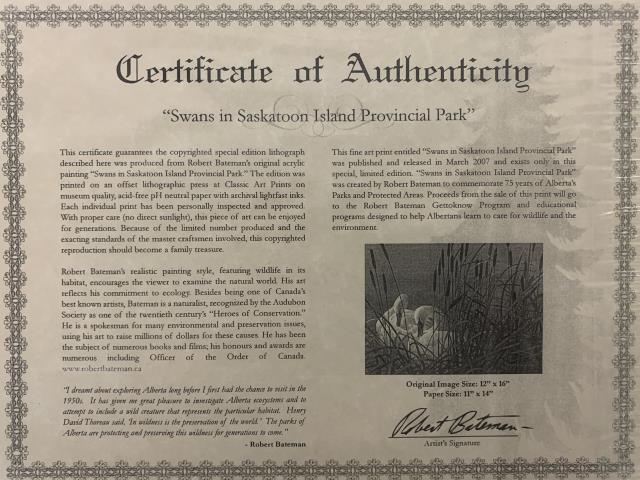 Certificate of Authenticity
"Swans in Saskatoon Island Provincial Park"
This certificate guarantees the copyrighted special edition lithograph
described here was produced from Robert Bateman's original acrylic
painting "Swans in Saskatoon Island Provincial Park." The edition was
printed on an offset lithographic press at Classic Art Prints on
museum quality, acid-free pH neutral paper with archival lightfast inks.
Each individual print has been personally inspected and approved.
With proper care (no direct sunlight), this piece of art can be enjoyed
for generations. Because of the limited number produced and the
exacting standards of the master craftsmen involved, this copyrighted
reproduction should become a family treasure.
Robert Bateman's realistic painting style, featuring wildlife in its
habitat, encourages the viewer to examine the natural world. His art
reflects his commitment to ecology. Besides being one of Canada's
best known artists, Bateman is a naturalist, recognized by the Audubon
Society as one of the twentieth century's "Heroes of Conservation."
He is a spokesman for many environmental and preservation issues,
using his art to raise millions of dollars for these causes. He has been
the subject of numerous books and films; his honours and awards are
numerous including Officer of the Order of Canada.
www.robertbateman.ca
"I dreamt about exploring Alberta long before I first had the chance to visit in the
1950s. It has given me great pleasure to investigate Alberta ecosystems and to
attempt to include a wild creature that represents the particular habitat. Henry
David Thoreau said, 'In wildness is the preservation of the world.' The parks of
Alberta are protecting and preserving this wildness for generations to come."
- Robert Bateman
This fine art print entitled "Swans in Saskatoon Island Provincial Park"
was published and released in March 2007 and exists only in this
special, limited edition. "Swans in Saskatoon Island Provincial Park"
was created by Robert Bateman to commemorate 75 years of Alberta's
Parks and Protected Areas. Proceeds from the sale of this print will go
to the Robert Bateman Gettoknow Program and educational
programs designed to help Albertans learn to care for wildlife and the
environment.
Original Image Size: 12" x 16"
Paper Size: 11" x 14"
Robert Bateman
Artist's Signature